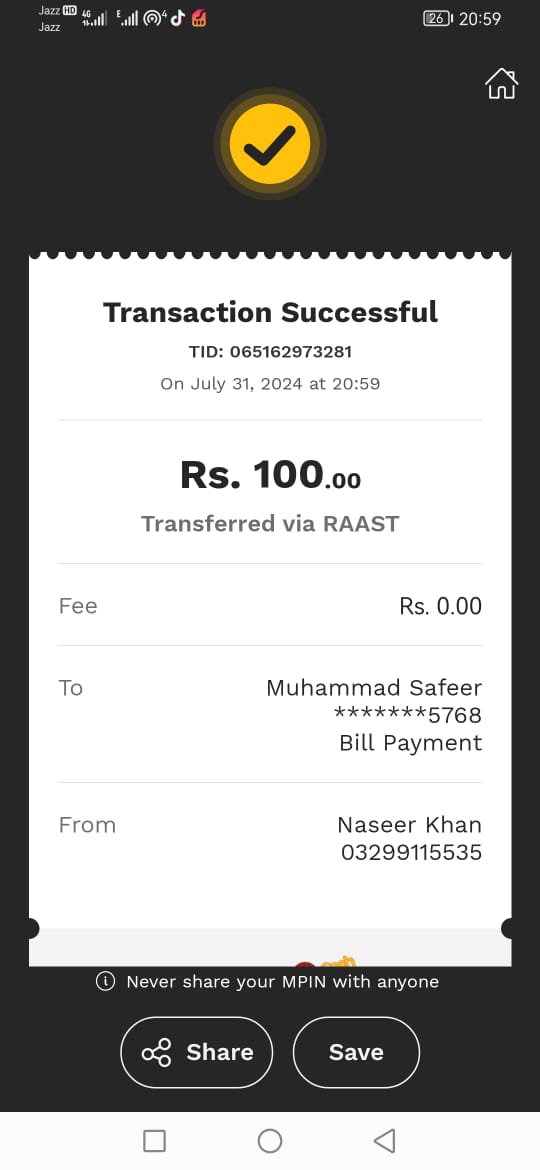 Jazz HD 4G E 4 26 20:59
Jazz
Transaction Successful
TID: 065162973281
On July 31, 2024 at 20:59
Rs. 100.00
Transferred via RAAST
Fee Rs. 0.00
To Muhammad Safeer
*******5768
Bill Payment
From Naseer Khan
03299115535
Never share your MPIN with anyone
Share Save